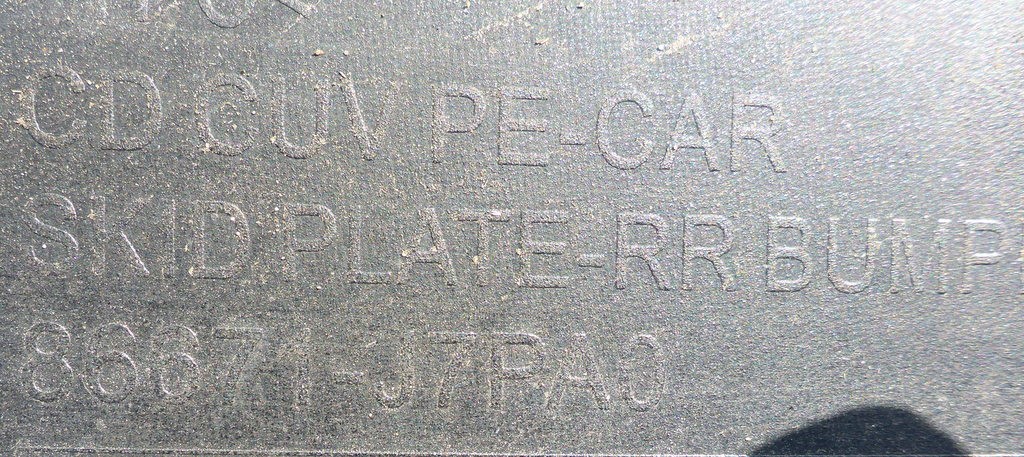 CD CUV PE-CAR
SKID PLATE-RR BUMP
86671-J7PA0